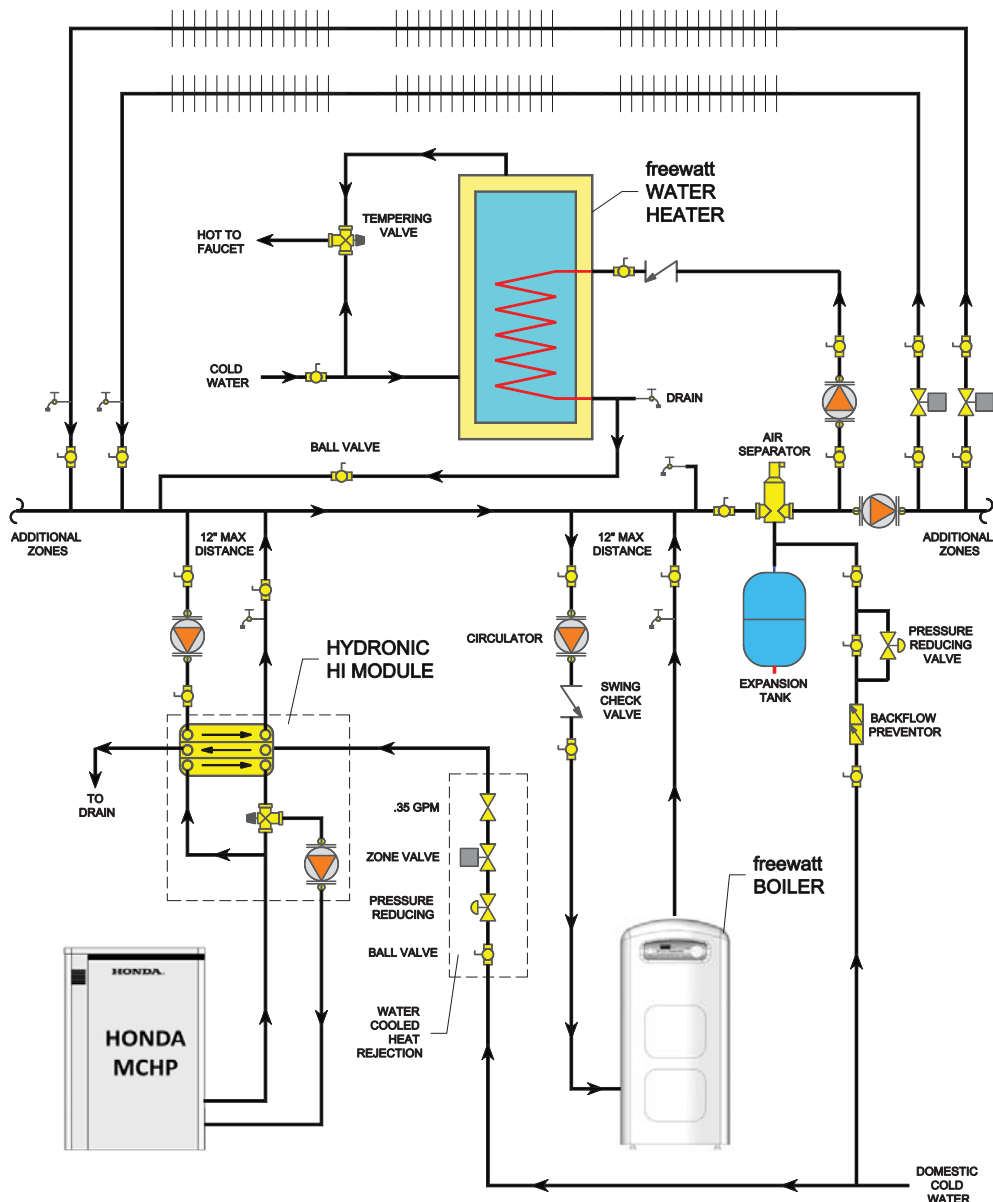 freewatt
WATER
HEATER
TEMPERING
VALVE
HOT TO
FAUCET
COLD
WATER
DRAIN
BALL VALVE
AIR
SEPARATOR
ADDITIONAL
ZONES
12" MAX
DISTANCE
12" MAX
DISTANCE
ADDITIONAL
ZONES
CIRCULATOR
PRESSURE
REDUCING
VALVE
HYDRONIC
HI MODULE
EXPANSION
TANK
SWING
CHECK
VALVE
BACKFLOW
PREVENTOR
TO
DRAIN
.35 GPM
ZONE VALVE
freewatt
BOILER
PRESSURE
REDUCING
BALL VALVE
HONDA
HONDA
MCHP
WATER
COOLED
HEAT
REJECTION
DOMESTIC
COLD
WATER